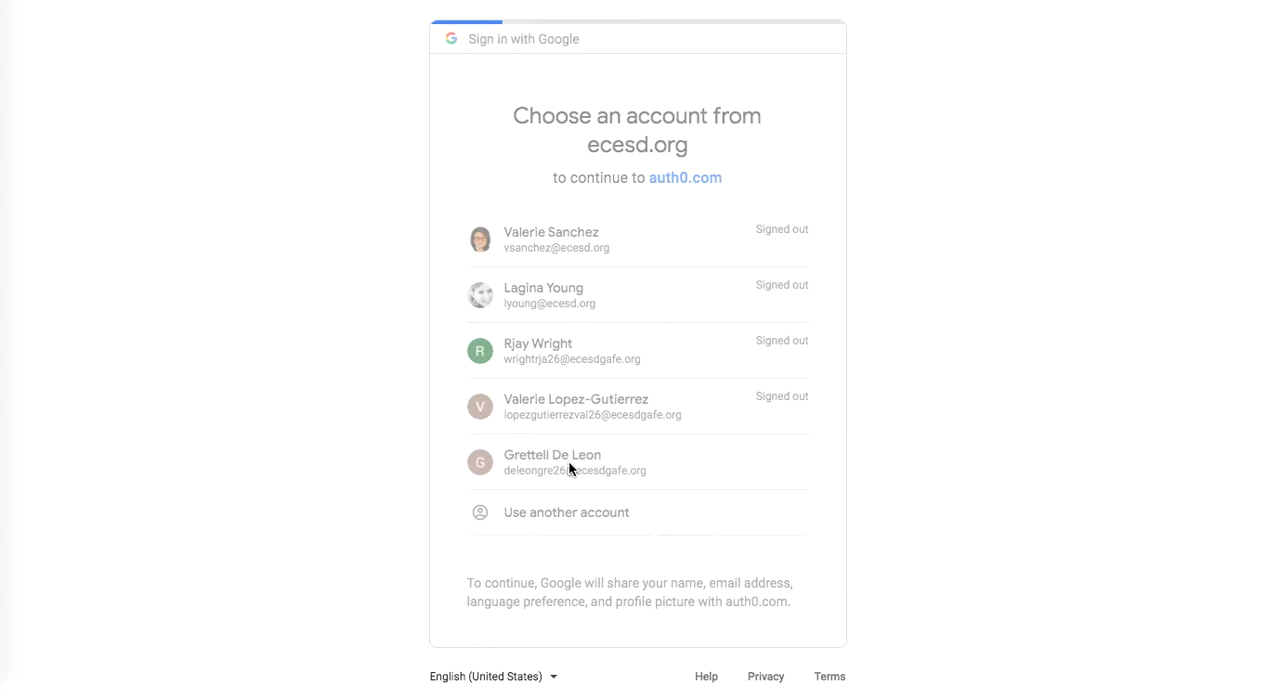 Sign in with Google
Choose an account from
ecesd.org
to continue to auth0.com
Valerie Sanchez
Signed out
vsanchez@ecesd.org
Lagina Young
Signed out
lyoung@ecesd.org
R
Rjay Wright
Signed out
wrightrja26@ecesdgafe.org
V
Valerie Lopez-Gutierrez
Signed out
lopezgutierrezval26@ecesdgafe.org
G
Grettell De Leon
deleongre26@ecesdgafe.org
Use another account
To continue, Google will share your name, email address,
language preference, and profile picture with auth0.com.
English (United States)
Help
Privacy
Terms